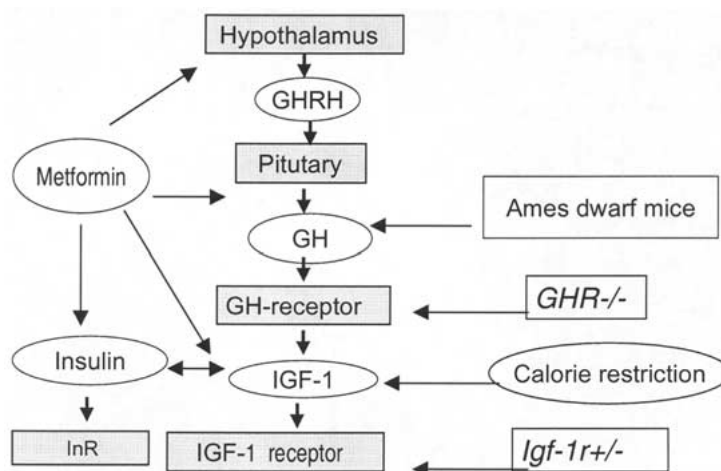 Hypothalamus
GHRH
Pitutary
Metformin
Ames dwarf mice
GH
GH-receptor
GHR-/-
Insulin
IGF-1
Calorie restriction
InR
IGF-1 receptor
Igf-1r+/-